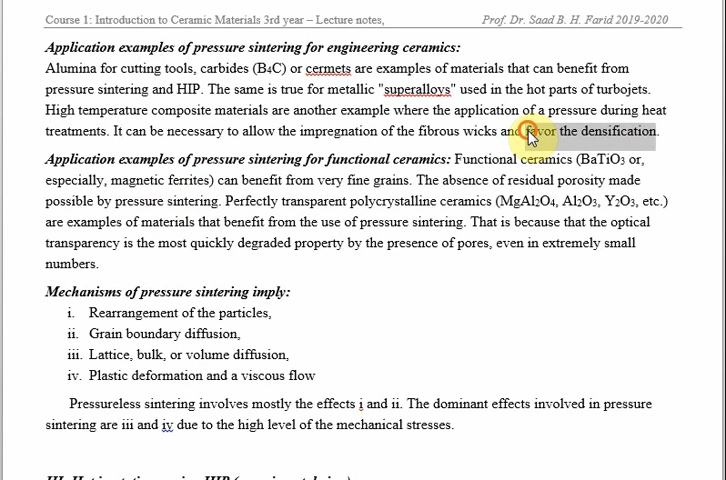 Course 1: Introduction to Ceramic Materials 3rd year – Lecture notes, Prof. Dr. Saad B. H. Farid 2019-2020
Application examples of pressure sintering for engineering ceramics:
Alumina for cutting tools, carbides (B4C) or cermets are examples of materials that can benefit from
pressure sintering and HIP. The same is true for metallic "superalloys" used in the hot parts of turbojets.
High temperature composite materials are another example where the application of a pressure during heat
treatments. It can be necessary to allow the impregnation of the fibrous wicks and favor the densification.
Application examples of pressure sintering for functional ceramics: Functional ceramics (BaTiO3 or,
especially, magnetic ferrites) can benefit from very fine grains. The absence of residual porosity made
possible by pressure sintering. Perfectly transparent polycrystalline ceramics (MgAl2O4, Al2O3, Y2O3, etc.)
are examples of materials that benefit from the use of pressure sintering. That is because that the optical
transparency is the most quickly degraded property by the presence of pores, even in extremely small
numbers.
Mechanisms of pressure sintering imply:
i. Rearrangement of the particles,
ii. Grain boundary diffusion,
iii. Lattice, bulk, or volume diffusion,
iv. Plastic deformation and a viscous flow
Pressureless sintering involves mostly the effects i and ii. The dominant effects involved in pressure
sintering are iii and iv due to the high level of the mechanical stresses.